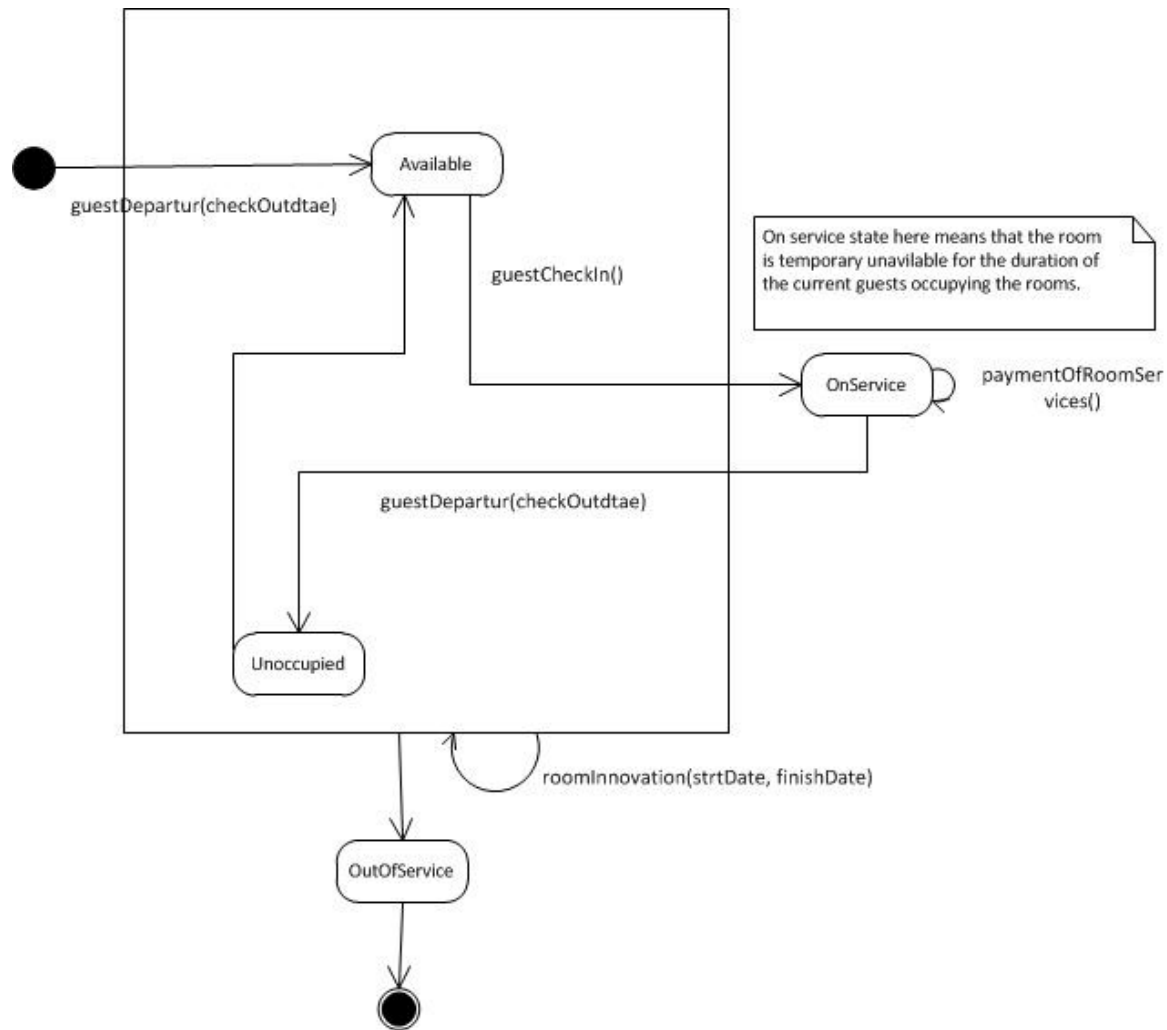 Available
guestDepartur(checkOutdtae)
On service state here means that the room
is temporary unavilable for the duration of
the current guests occupying the rooms.
guestCheckIn()
OnService
paymentOfRoomSer
vices()
guestDepartur(checkOutdtae)
Unoccupied
roomInnovation(strtDate, finishDate)
OutOfService